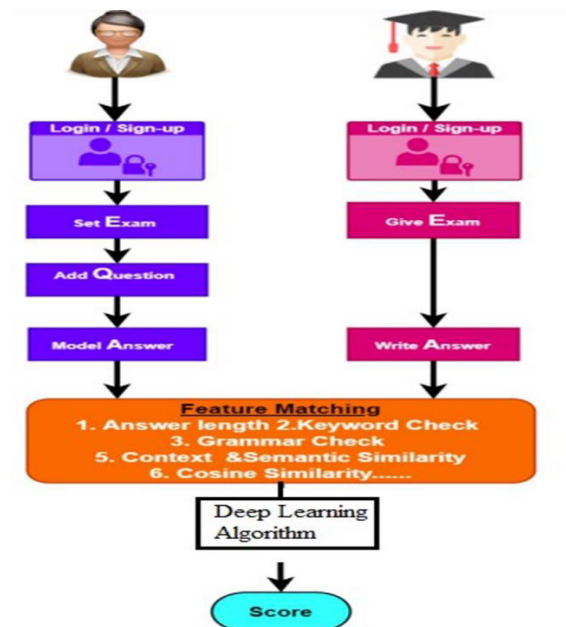 Login / Sign-up
Login / Sign-up
Set Exam
Give Exam
Add Question
Model Answer
Write Answer
Feature Matching
1. Answer length 2.Keyword Check
3. Grammar Check
5. Context &Semantic Similarity
6. Cosine Similarity......
Deep Learning
Algorithm
Score